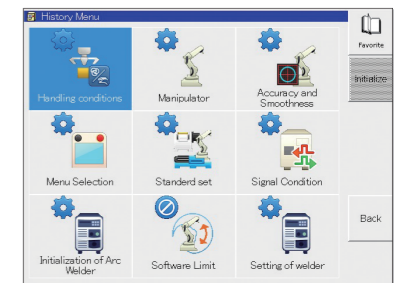 History Menu
Favorite
Initialize
Handling conditions
Manipulator
Accuracy and
Smoothness
Menu Selection
Standerd set
Signal Condition
Back
Initialization of Arc
Welder
Software Limit
Setting of welder